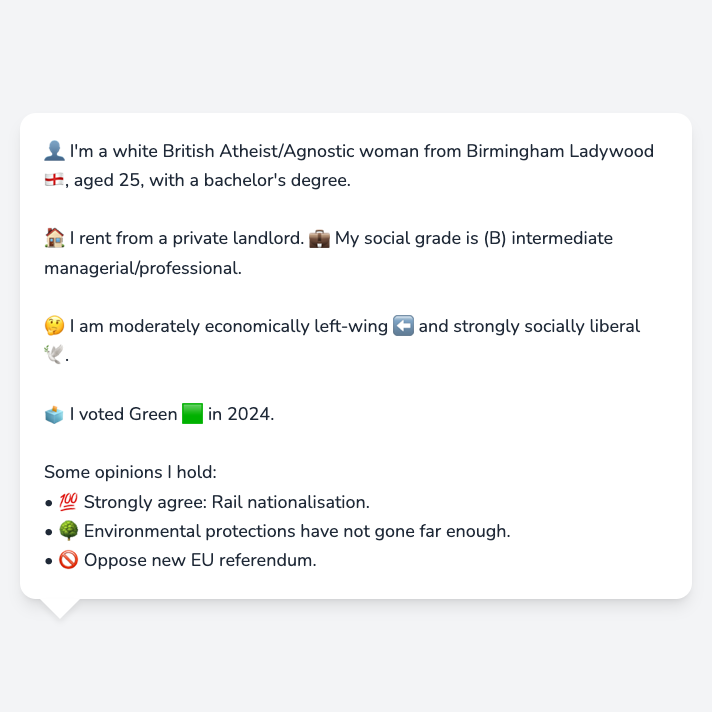 👤 I'm a white British Atheist/Agnostic woman from Birmingham Ladywood
🏴󠁧󠁢󠁥󠁮󠁧󠁿, aged 25, with a bachelor's degree.
🏠 I rent from a private landlord. 💼 My social grade is (B) intermediate
managerial/professional.
🤔 I am moderately economically left-wing ⬅️ and strongly socially liberal
🕊️.
🗳️ I voted Green 🟩 in 2024.
Some opinions I hold:
• 💯 Strongly agree: Rail nationalisation.
• 🌳 Environmental protections have not gone far enough.
• 🚫 Oppose new EU referendum.